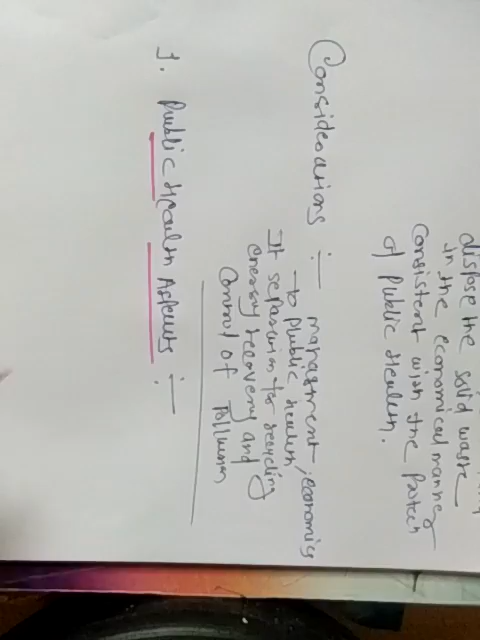 dispose the solid waste
in the economical manner
Consistent with the Protect
of Public Health.
Considerations :—
management, economics
to public health
It separation for recycling
energy recovery and
Control of Pollution
1. Public Health Aspects :—